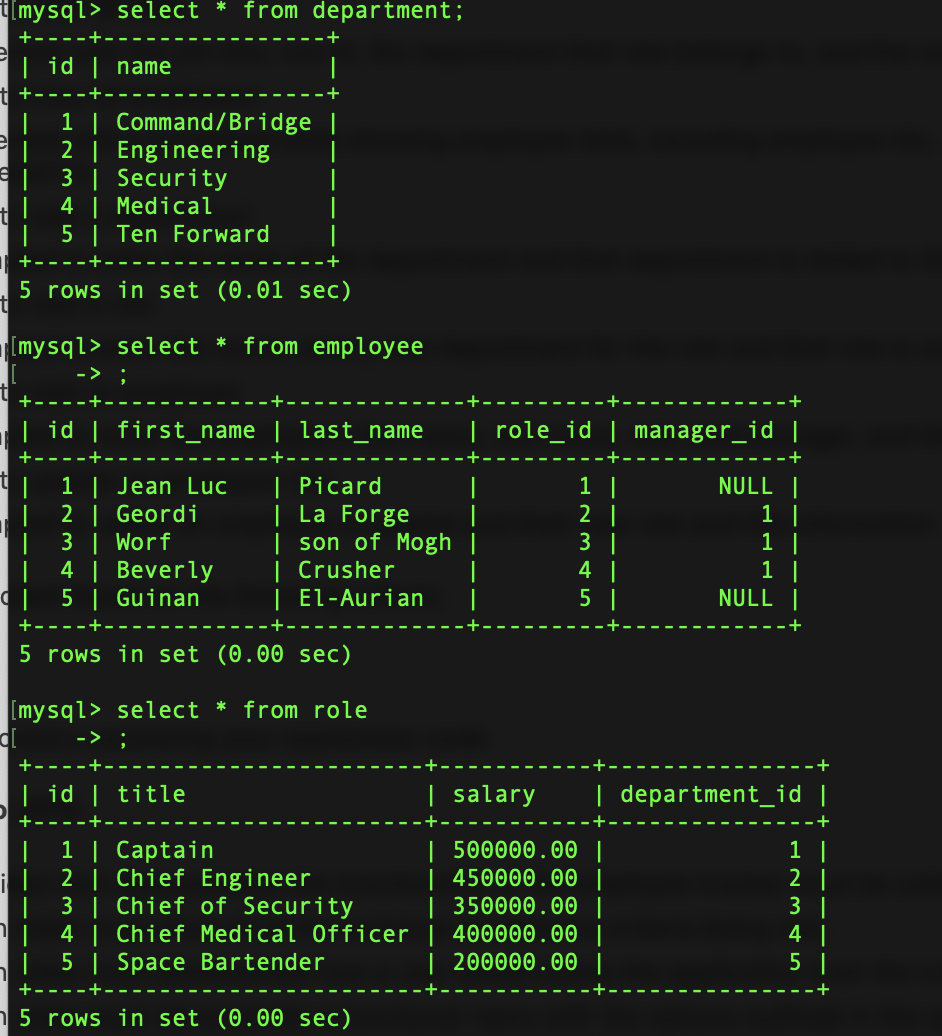 [mysql> select * from department;
+----+----------------+
| id | name           |
+----+----------------+
|  1 | Command/Bridge |
|  2 | Engineering    |
|  3 | Security       |
|  4 | Medical        |
|  5 | Ten Forward    |
+----+----------------+
5 rows in set (0.01 sec)

[mysql> select * from employee
[    -> ;
+----+------------+-------------+---------+------------+
| id | first_name | last_name   | role_id | manager_id |
+----+------------+-------------+---------+------------+
|  1 | Jean Luc   | Picard      |       1 |       NULL |
|  2 | Geordi     | La Forge    |       2 |          1 |
|  3 | Worf       | son of Mogh |       3 |          1 |
|  4 | Beverly    | Crusher     |       4 |          1 |
|  5 | Guinan     | El-Aurian   |       5 |       NULL |
+----+------------+-------------+---------+------------+
5 rows in set (0.00 sec)

[mysql> select * from role
[    -> ;
+----+-----------------------+-----------+---------------+
| id | title                 | salary    | department_id |
+----+-----------------------+-----------+---------------+
|  1 | Captain               | 500000.00 |             1 |
|  2 | Chief Engineer        | 450000.00 |             2 |
|  3 | Chief of Security     | 350000.00 |             3 |
|  4 | Chief Medical Officer | 400000.00 |             4 |
|  5 | Space Bartender       | 200000.00 |             5 |
+----+-----------------------+-----------+---------------+
5 rows in set (0.00 sec)